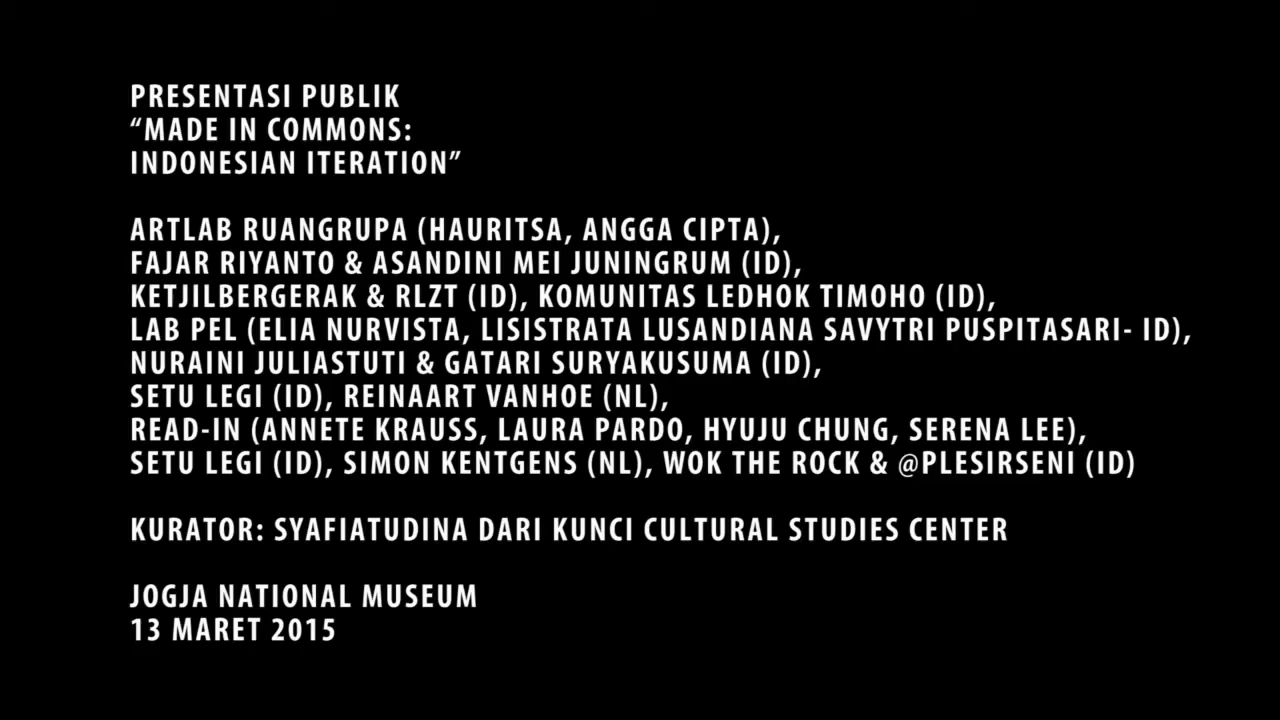 PRESENTASI PUBLIK
“MADE IN COMMONS:
INDONESIAN ITERATION”
ARTLAB RUANGRUPA (HAURITSA, ANGGA CIPTA),
FAJAR RIYANTO & ASANDINI MEI JUNINGRUM (ID),
KETJILBERGERAK & RLZT (ID), KOMUNITAS LEDHOK TIMOHO (ID),
LAB PEL (ELIA NURVISTA, LISISTRATA LUSANDIANA SAVYTRI PUSPITASARI- ID),
NURAINI JULIASTUTI & GATARI SURYAKUSUMA (ID),
SETU LEGI (ID), REINAART VANHOE (NL),
READ-IN (ANNETE KRAUSS, LAURA PARDO, HYUJU CHUNG, SERENA LEE),
SETU LEGI (ID), SIMON KENTGENS (NL), WOK THE ROCK & @PLESIRSENI (ID)
KURATOR: SYAFIATUDINA DARI KUNCI CULTURAL STUDIES CENTER
JOGJA NATIONAL MUSEUM
13 MARET 2015